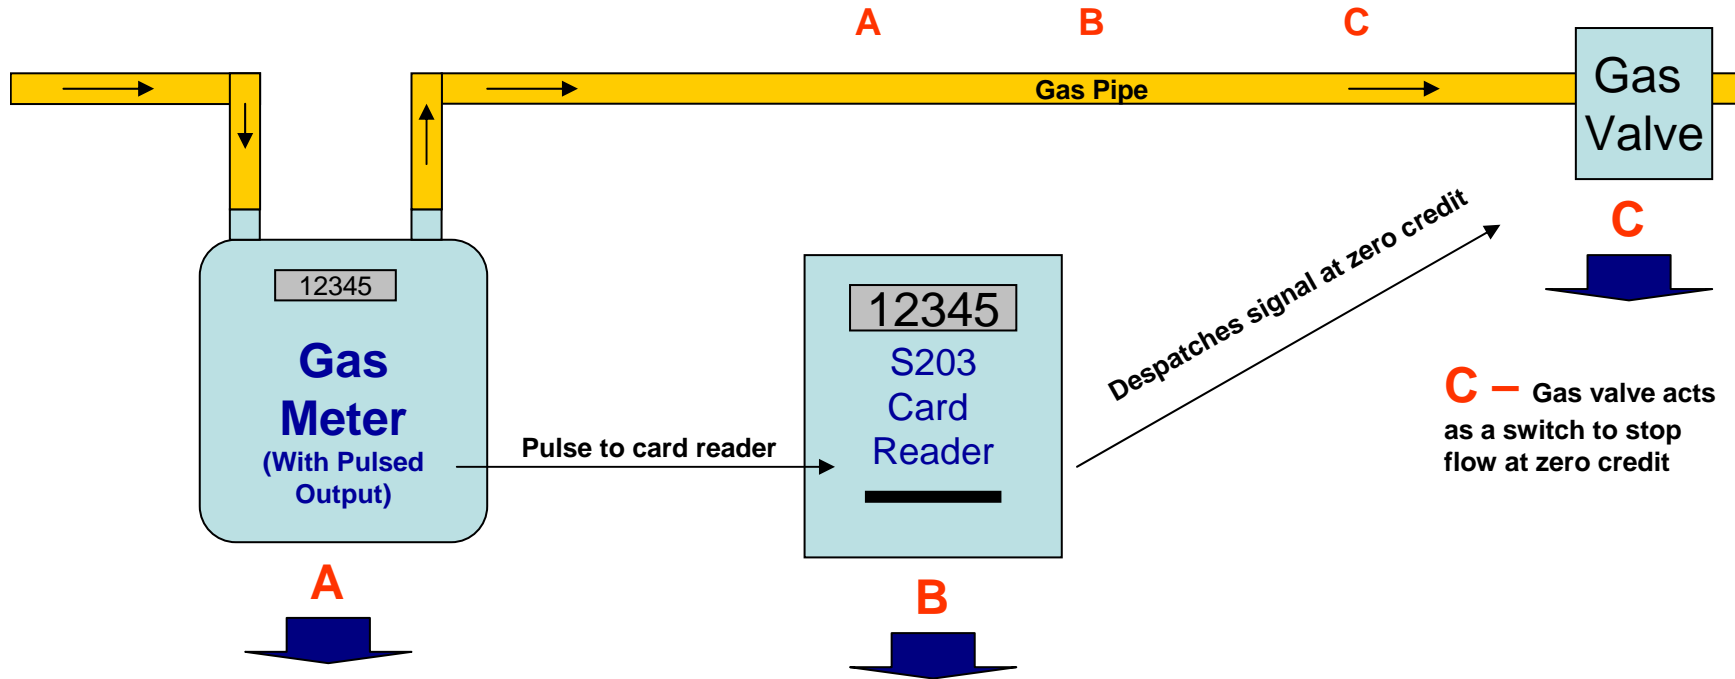 A B C
Gas Pipe
Gas
Valve
12345
Gas
Meter
(With Pulsed
Output)
A
Pulse to card reader
12345
S203
Card
Reader
B
Despatches signal at zero credit
C
C – Gas valve acts
as a switch to stop
flow at zero credit